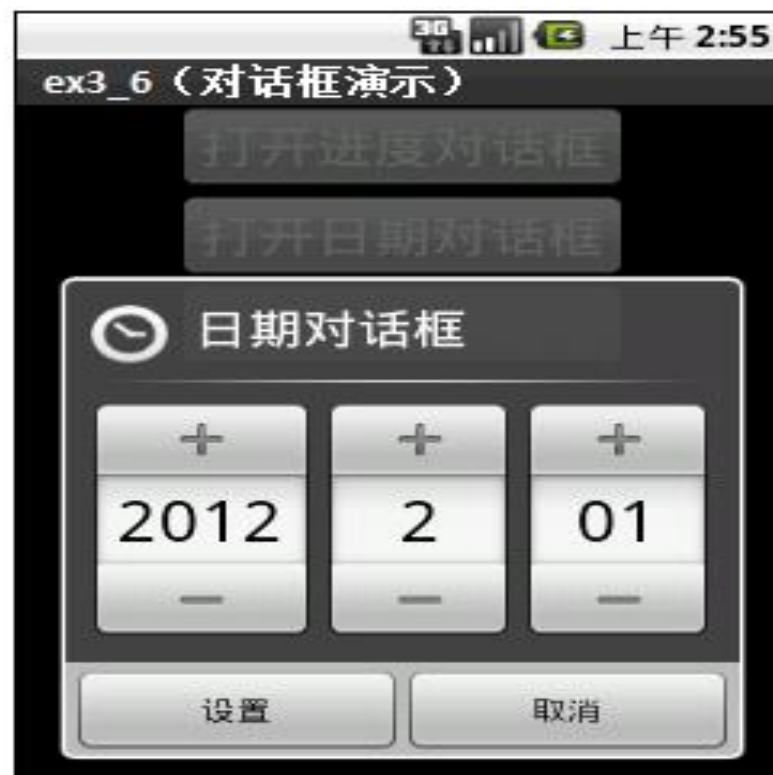 3G 上午 2:55
ex3_6（对话框演示）
打开进度对话框
打开日期对话框
日期对话框
+ + +
2012 2 01
− − −
设置 取消